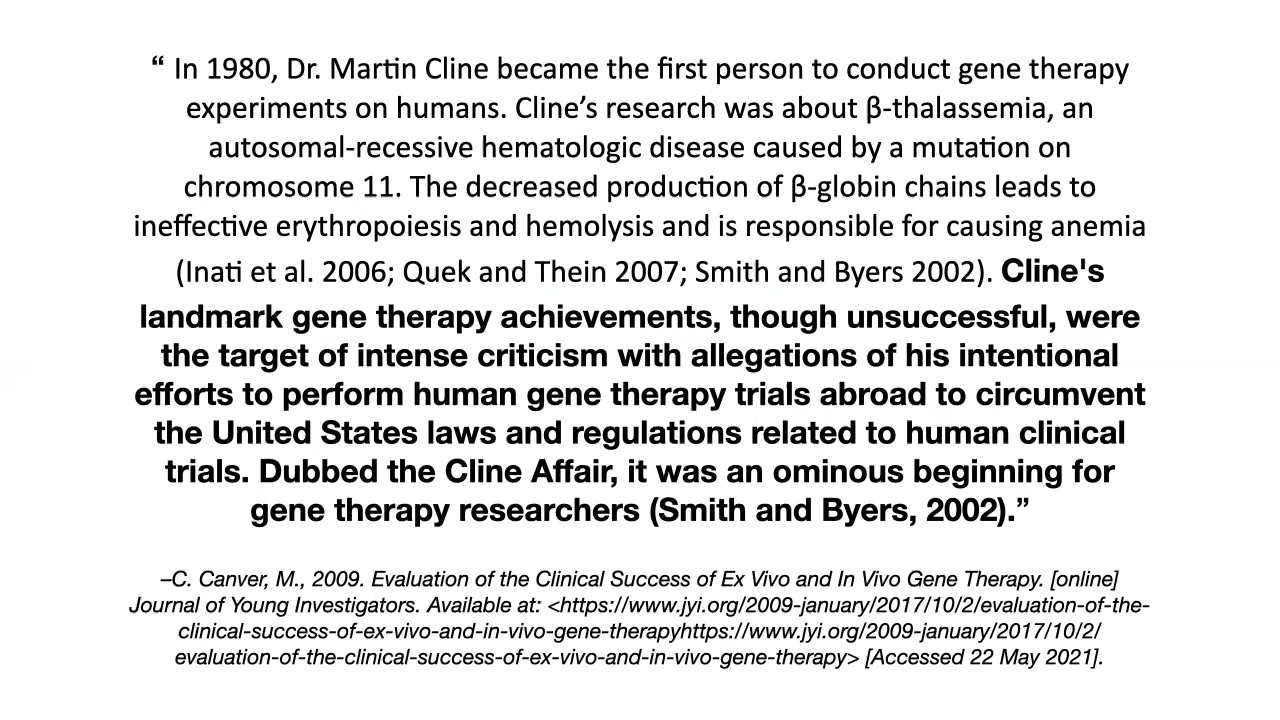 “ In 1980, Dr. Martin Cline became the first person to conduct gene therapy
experiments on humans. Cline’s research was about β-thalassemia, an
autosomal-recessive hematologic disease caused by a mutation on
chromosome 11. The decreased production of β-globin chains leads to
ineffective erythropoiesis and hemolysis and is responsible for causing anemia
(Inati et al. 2006; Quek and Thein 2007; Smith and Byers 2002). Cline's
landmark gene therapy achievements, though unsuccessful, were
the target of intense criticism with allegations of his intentional
efforts to perform human gene therapy trials abroad to circumvent
the United States laws and regulations related to human clinical
trials. Dubbed the Cline Affair, it was an ominous beginning for
gene therapy researchers (Smith and Byers, 2002).”
–C. Canver, M., 2009. Evaluation of the Clinical Success of Ex Vivo and In Vivo Gene Therapy. [online]
Journal of Young Investigators. Available at: <https://www.jyi.org/2009-january/2017/10/2/evaluation-of-the-
clinical-success-of-ex-vivo-and-in-vivo-gene-therapyhttps://www.jyi.org/2009-january/2017/10/2/
evaluation-of-the-clinical-success-of-ex-vivo-and-in-vivo-gene-therapy> [Accessed 22 May 2021].